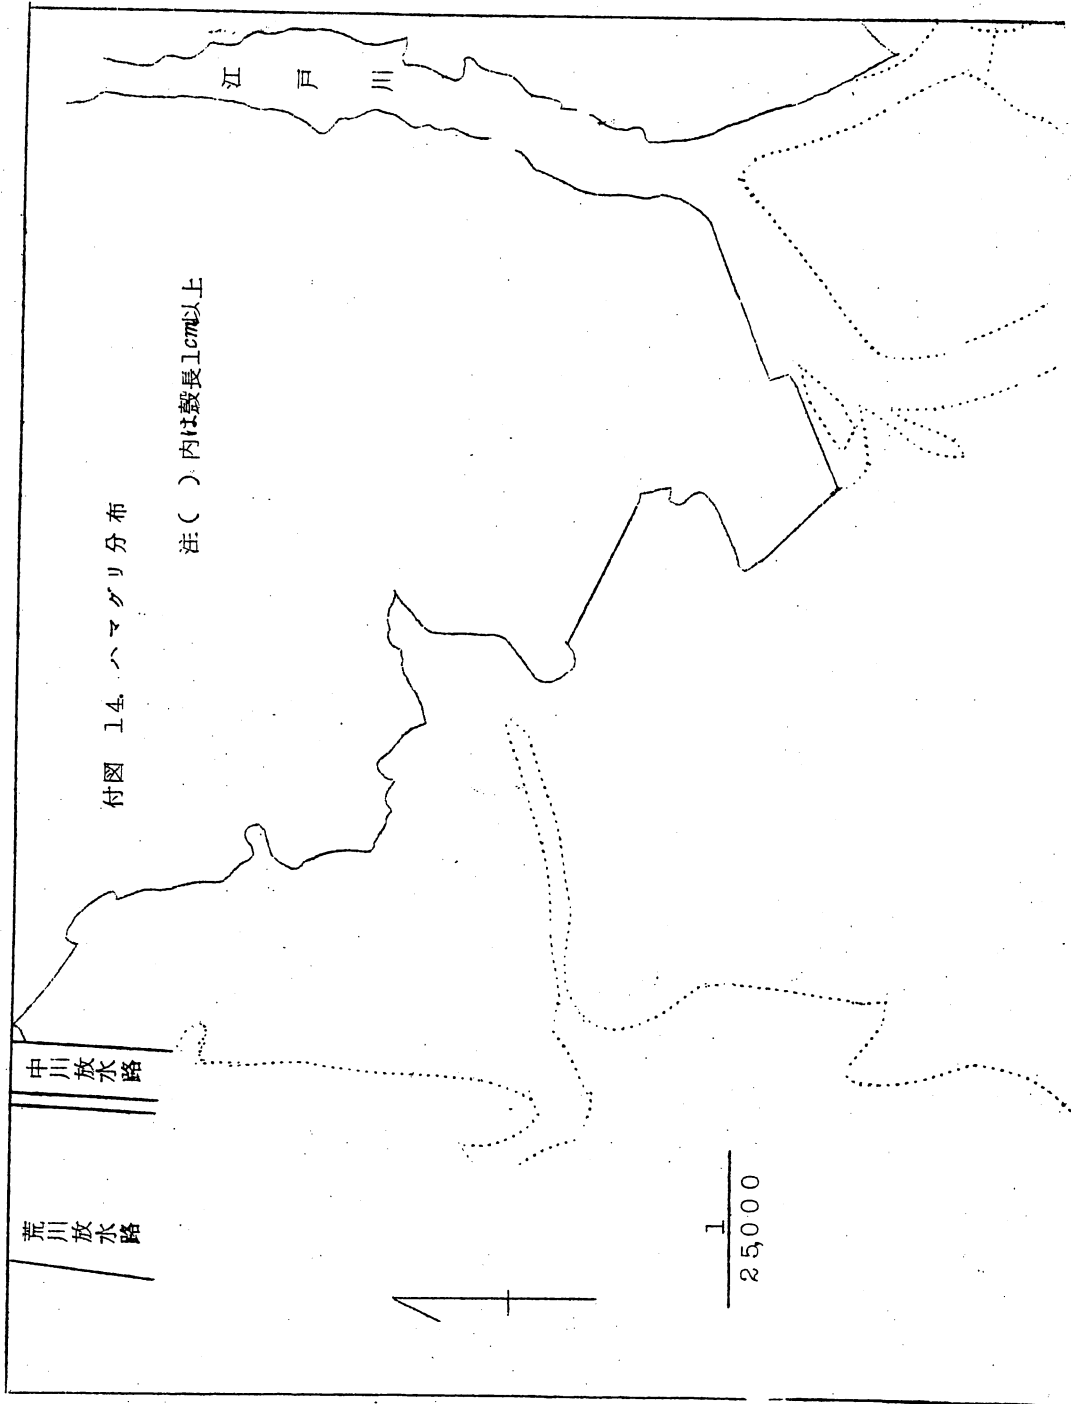 付図 14. ハマグリ分布
注( )内は殻長1cm以上
江戸川
中川放水路
荒川放水路
1
25,000